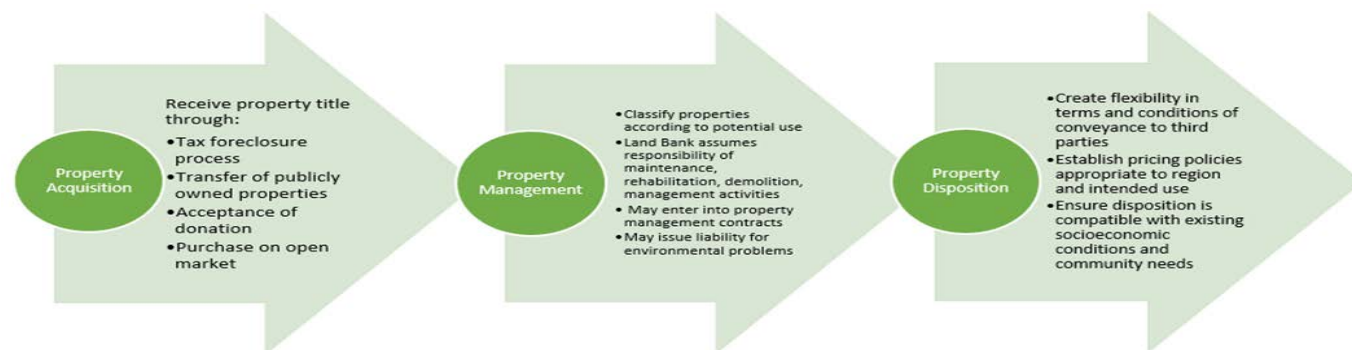 Property
Acquisition
Receive property title
through:
•Tax foreclosure
process
•Transfer of publicly
owned properties
•Acceptance of
donation
•Purchase on open
market
Property
Management
•Classify properties
according to potential use
•Land Bank assumes
responsibility of
maintenance,
rehabilitation, demolition,
management activities
• May enter into property
management contracts
•May issue liability for
environmental problems
Property
Disposition
•Create flexibility in
terms and conditions of
conveyance to third
parties
•Establish pricing policies
appropriate to region
and intended use
•Ensure disposition is
compatible with existing
socioeconomic
conditions and
community needs